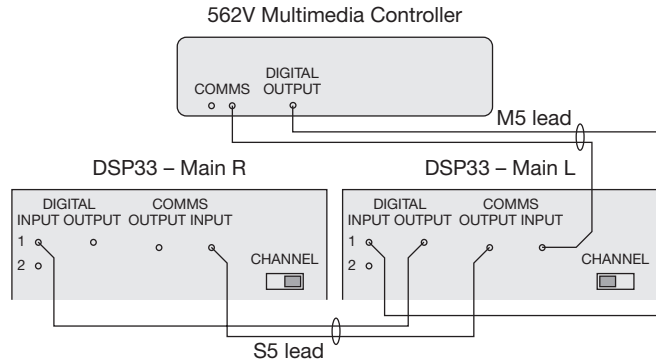 562V Multimedia Controller
DIGITAL
COMMS OUTPUT
M5 lead
DSP33 – Main R
DIGITAL COMMS
INPUT OUTPUT OUTPUT INPUT
1
2
CHANNEL
DSP33 – Main L
DIGITAL COMMS
INPUT OUTPUT OUTPUT INPUT
1
2
CHANNEL
S5 lead